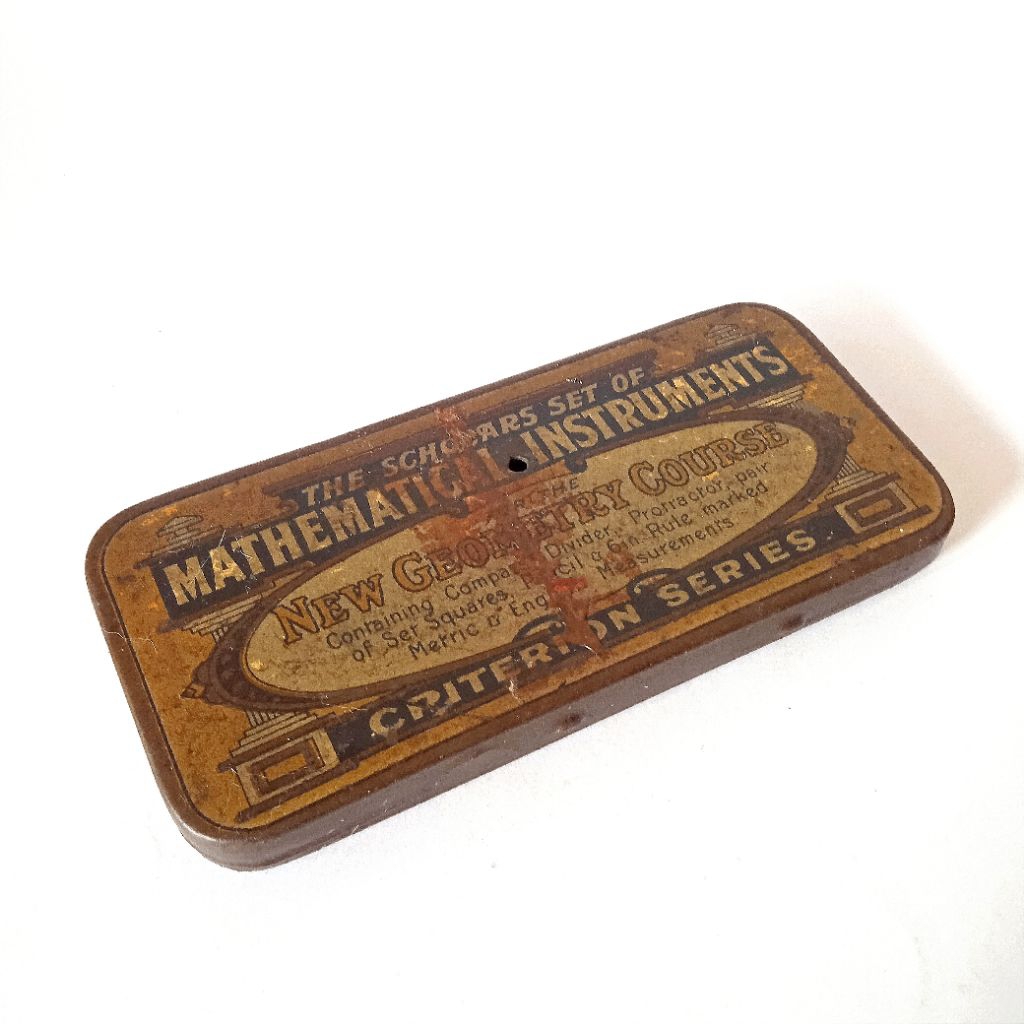 THE SCHOLARS SET OF
MATHEMATICAL INSTRUMENTS
THE
NEW GEOMETRY COURSE
Containing Compass, Divider, Protractor, pair
of Set Squares, Pencil & 6in. Rule marked
Metric & English Measurements
CRITERION SERIES